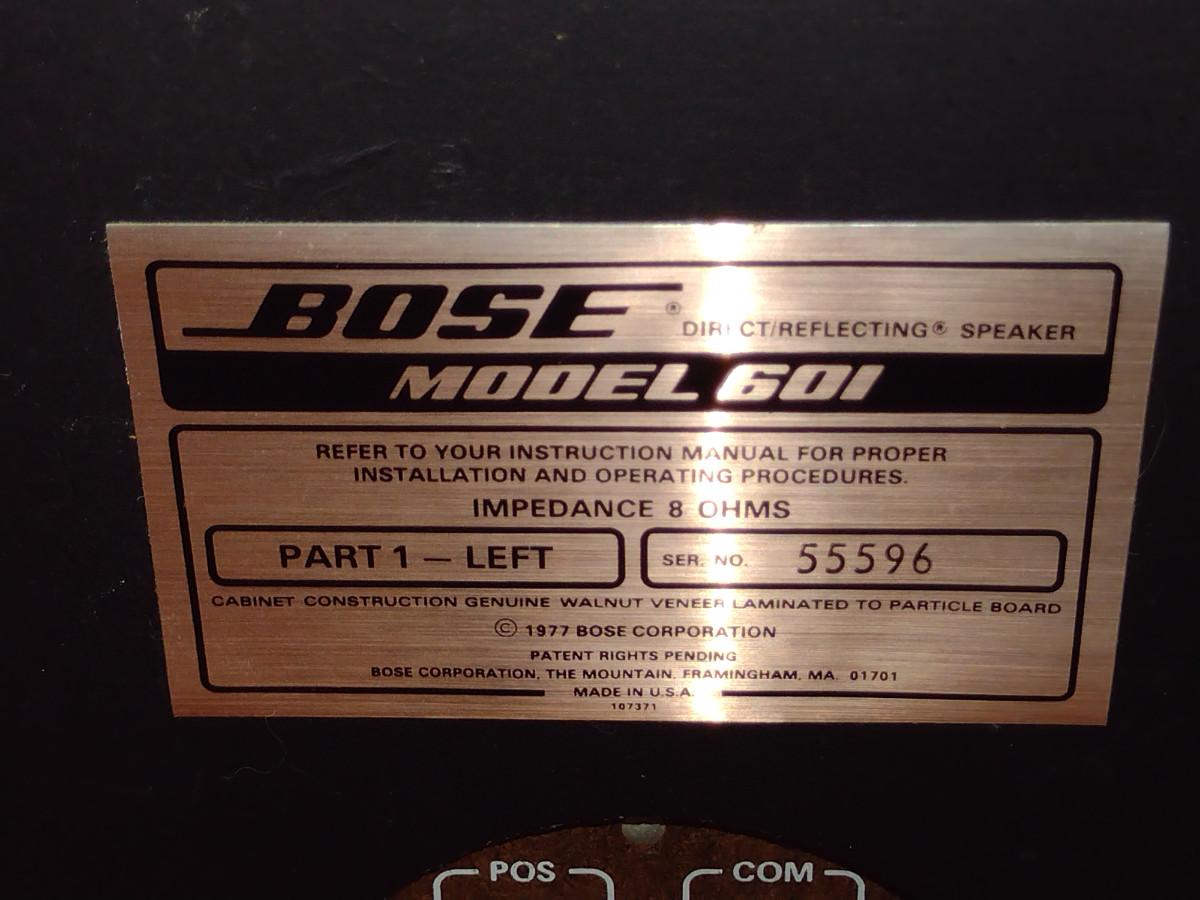 BOSE® DIRECT/REFLECTING® SPEAKER
MODEL 601
REFER TO YOUR INSTRUCTION MANUAL FOR PROPER
INSTALLATION AND OPERATING PROCEDURES.
IMPEDANCE 8 OHMS
PART 1 — LEFT
SER. NO. 55596
CABINET CONSTRUCTION GENUINE WALNUT VENEER LAMINATED TO PARTICLE BOARD
© 1977 BOSE CORPORATION
PATENT RIGHTS PENDING
BOSE CORPORATION, THE MOUNTAIN, FRAMINGHAM, MA. 01701
MADE IN U.S.A.
107371
POS COM